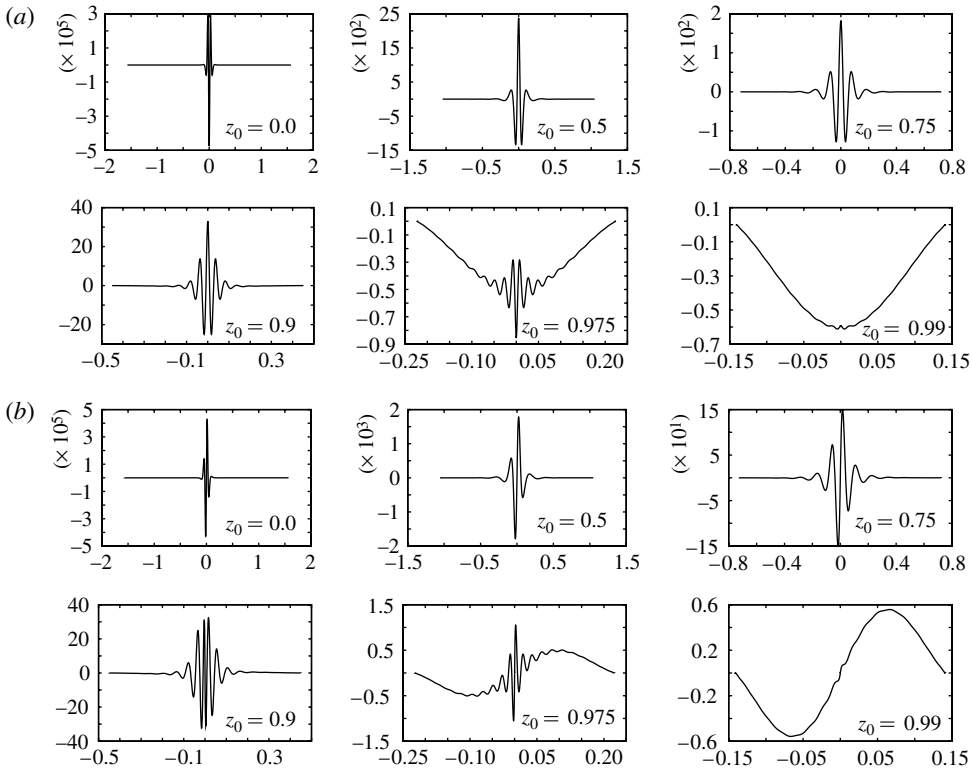 (a)
(× 10⁵)
3
1
−1
−3
−5
z₀ = 0.0
−2 −1 0 1 2
(× 10²)
25
15
5
−5
−15
z₀ = 0.5
−1.5 −0.5 0.5 1.5
(× 10²)
2
1
0
−1
z₀ = 0.75
−0.8 −0.4 0 0.4 0.8
40
20
0
−20
z₀ = 0.9
−0.5 −0.1 0.3
0.1
−0.1
−0.3
−0.5
−0.7
−0.9
z₀ = 0.975
−0.25 −0.10 0.05 0.20
0.1
−0.1
−0.3
−0.5
−0.7
z₀ = 0.99
−0.15 −0.05 0.05 0.15
(b)
(× 10⁵)
5
3
1
−1
−3
−5
z₀ = 0.0
−2 −1 0 1 2
(× 10³)
2
1
0
−1
−2
z₀ = 0.5
−1.5 −0.5 0.5 1.5
(× 10¹)
15
5
−5
−15
z₀ = 0.75
−0.8 −0.4 0 0.4 0.8
40
20
0
−20
−40
z₀ = 0.9
−0.5 −0.1 0.3
1.5
0.5
−0.5
−1.5
z₀ = 0.975
−0.25 −0.10 0.05 0.20
0.6
0.2
−0.2
−0.6
z₀ = 0.99
−0.15 −0.05 0.05 0.15